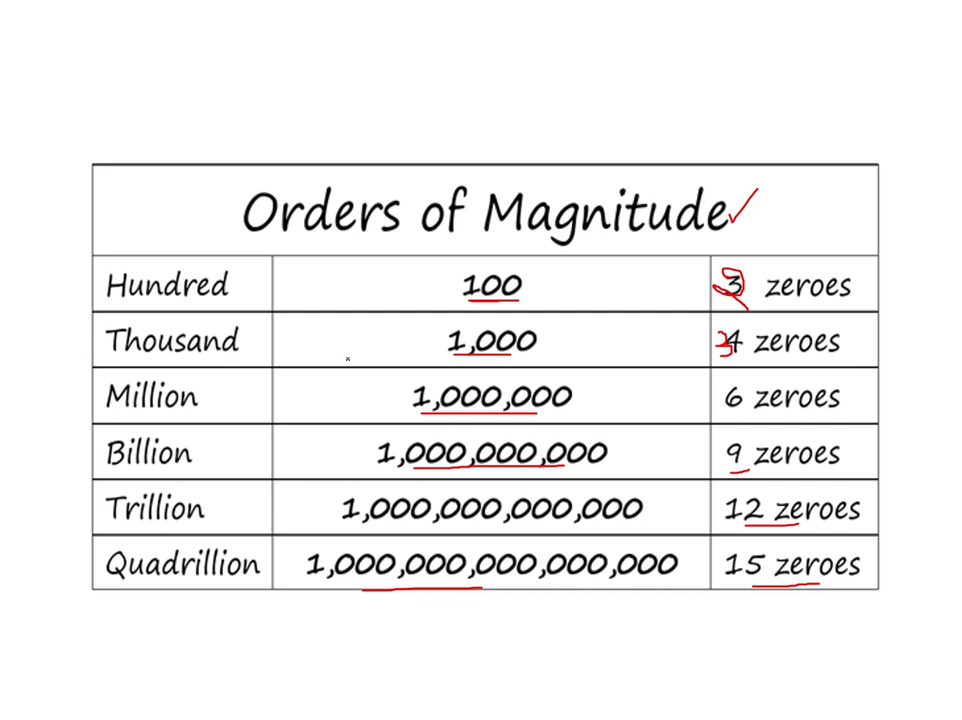 Orders of Magnitude
Hundred 100 3 zeroes
Thousand 1,000 4 zeroes
Million 1,000,000 6 zeroes
Billion 1,000,000,000 9 zeroes
Trillion 1,000,000,000,000 12 zeroes
Quadrillion 1,000,000,000,000,000 15 zeroes